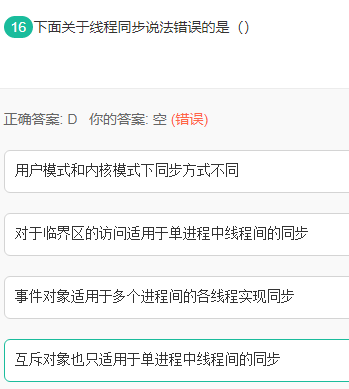 16 下面关于线程同步说法错误的是（）
正确答案: D 你的答案: 空 (错误)
用户模式和内核模式下同步方式不同
对于临界区的访问适用于单进程中线程间的同步
事件对象适用于多个进程间的各线程实现同步
互斥对象也只适用于单进程中线程间的同步